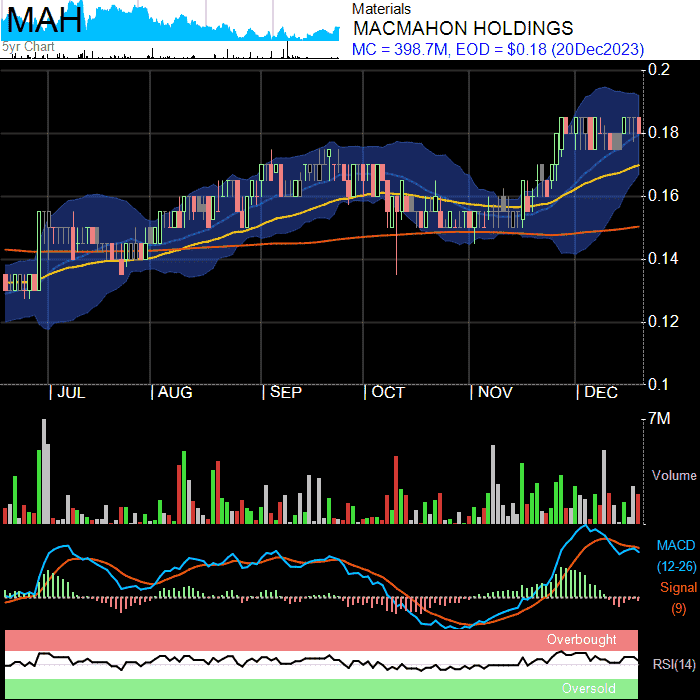 MAH
5yr Chart
Materials
MACMAHON HOLDINGS
MC = 398.7M, EOD = $0.18 (20Dec2023)
0.2
0.18
0.16
0.14
0.12
0.1
JUL AUG SEP OCT NOV DEC
7M
Volume
MACD
(12-26)
Signal
(9)
Overbought
RSI(14)
Oversold